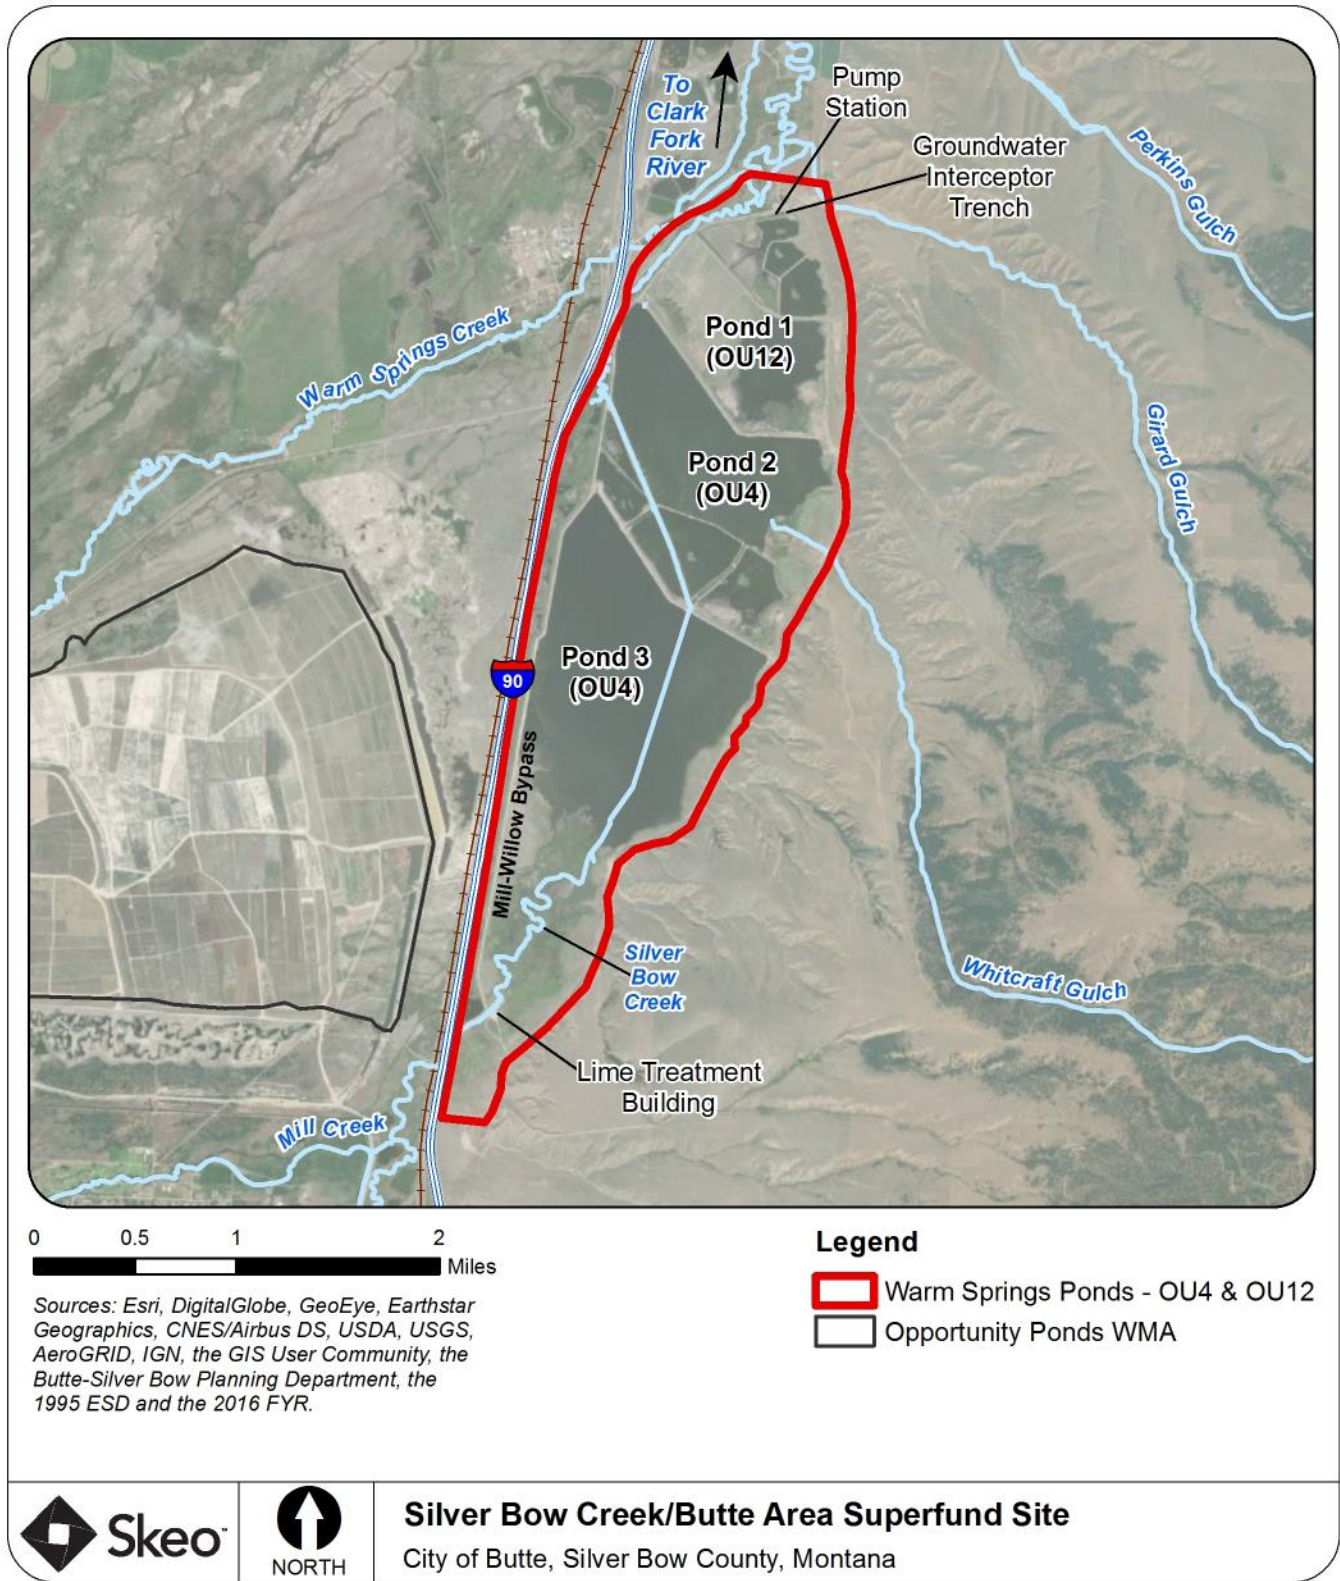 To
Clark
Fork
River
Pump
Station
Groundwater
Interceptor
Trench
Perkins Gulch
Warm Springs Creek
Pond 1
(OU12)
Girard Gulch
Pond 2
(OU4)
Pond 3
(OU4)
90
Mill-Willow Bypass
Silver
Bow
Creek
Whitcraft Gulch
Lime Treatment
Building
Mill Creek
0 0.5 1 2
Miles
Sources: Esri, DigitalGlobe, GeoEye, Earthstar
Geographics, CNES/Airbus DS, USDA, USGS,
AeroGRID, IGN, the GIS User Community, the
Butte-Silver Bow Planning Department, the
1995 ESD and the 2016 FYR.
Legend
Warm Springs Ponds - OU4 & OU12
Opportunity Ponds WMA
Skeo™
NORTH
Silver Bow Creek/Butte Area Superfund Site
City of Butte, Silver Bow County, Montana